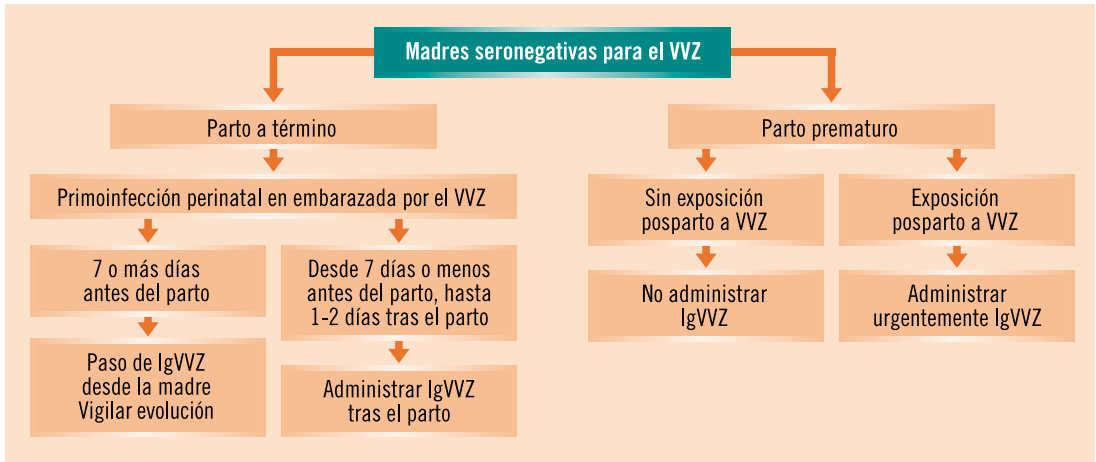 Madres seronegativas para el VVZ
Parto a término
Parto prematuro
Primoinfección perinatal en embarazada por el VVZ
Sin exposición
posparto a VVZ
Exposición
posparto a VVZ
7 o más días
antes del parto
Desde 7 días o menos
antes del parto, hasta
1-2 días tras el parto
No administrar
IgVVZ
Administrar
urgentemente IgVVZ
Paso de IgVVZ
desde la madre
Vigilar evolución
Administrar IgVVZ
tras el parto